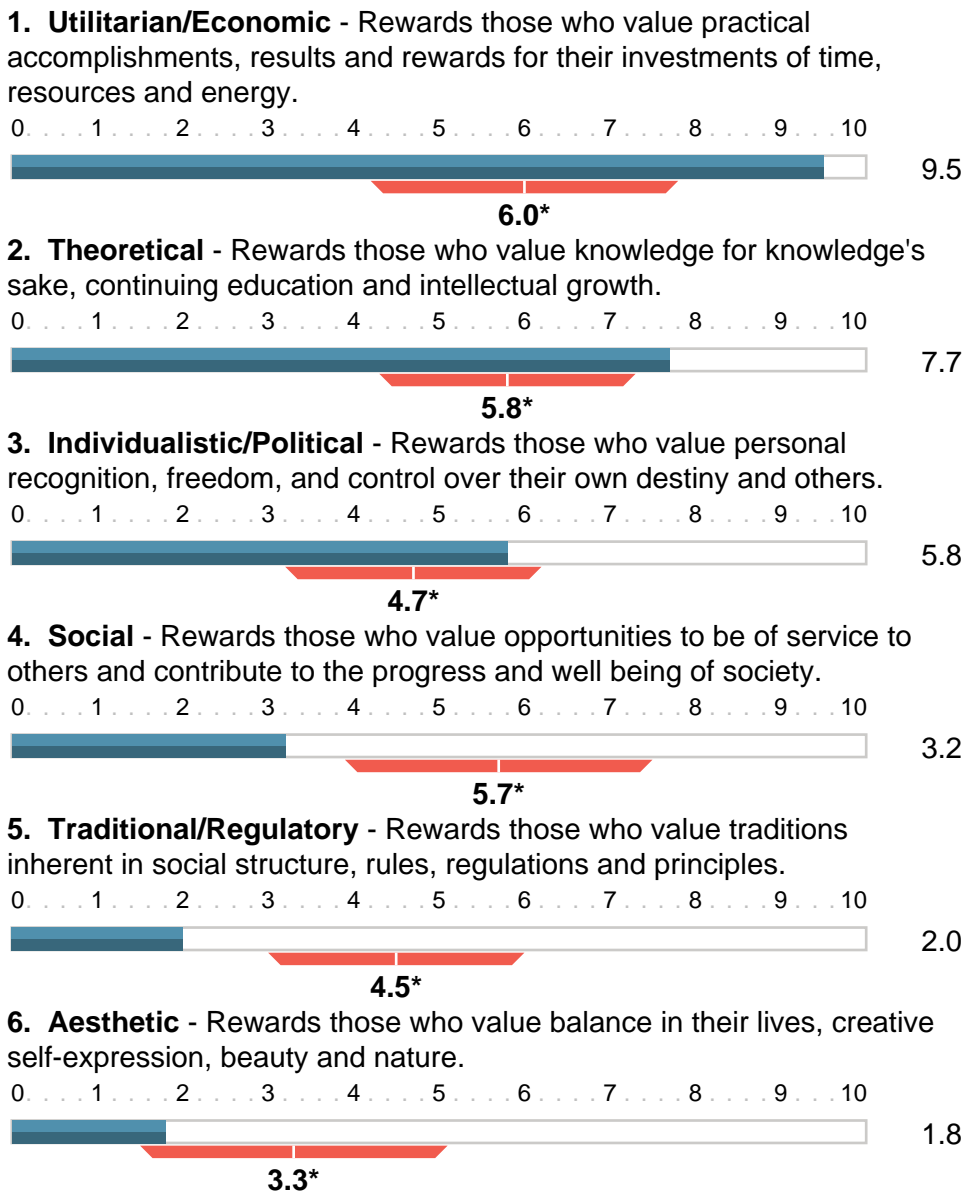 1. Utilitarian/Economic - Rewards those who value practical
accomplishments, results and rewards for their investments of time,
resources and energy.
0. . . . 1 . . . . 2 . . . . 3 . . . . 4 . . . . 5 . . . . 6 . . . . 7 . . . . 8 . . . . 9 . . . 10
9.5
6.0*
2. Theoretical - Rewards those who value knowledge for knowledge's
sake, continuing education and intellectual growth.
0. . . . 1 . . . . 2 . . . . 3 . . . . 4 . . . . 5 . . . . 6 . . . . 7 . . . . 8 . . . . 9 . . . 10
7.7
5.8*
3. Individualistic/Political - Rewards those who value personal
recognition, freedom, and control over their own destiny and others.
0. . . . 1 . . . . 2 . . . . 3 . . . . 4 . . . . 5 . . . . 6 . . . . 7 . . . . 8 . . . . 9 . . . 10
5.8
4.7*
4. Social - Rewards those who value opportunities to be of service to
others and contribute to the progress and well being of society.
0. . . . 1 . . . . 2 . . . . 3 . . . . 4 . . . . 5 . . . . 6 . . . . 7 . . . . 8 . . . . 9 . . . 10
3.2
5.7*
5. Traditional/Regulatory - Rewards those who value traditions
inherent in social structure, rules, regulations and principles.
0. . . . 1 . . . . 2 . . . . 3 . . . . 4 . . . . 5 . . . . 6 . . . . 7 . . . . 8 . . . . 9 . . . 10
2.0
4.5*
6. Aesthetic - Rewards those who value balance in their lives, creative
self-expression, beauty and nature.
0. . . . 1 . . . . 2 . . . . 3 . . . . 4 . . . . 5 . . . . 6 . . . . 7 . . . . 8 . . . . 9 . . . 10
1.8
3.3*